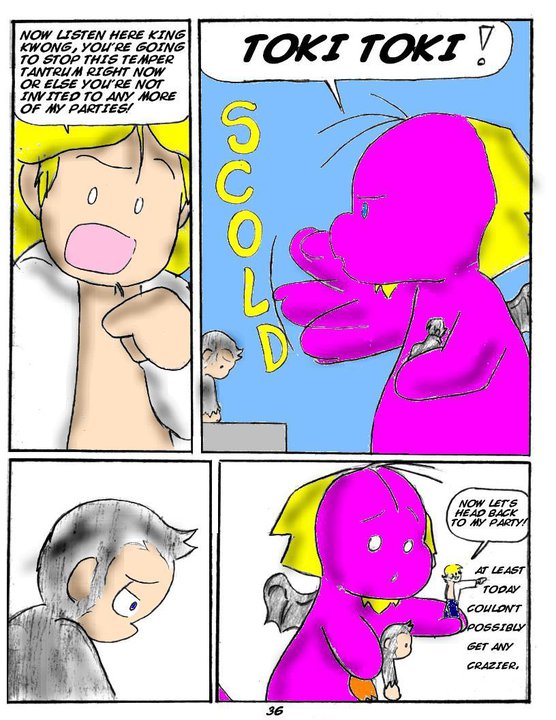 NOW LISTEN HERE KING
KWONG, YOU'RE GOING
TO STOP THIS TEMPER
TANTRUM RIGHT NOW
OR ELSE YOU'RE NOT
INVITED TO ANY MORE
OF MY PARTIES!
TOKI TOKI !
SCOLD
NOW LET'S
HEAD BACK
TO MY PARTY!
AT LEAST
TODAY
COULDN'T
POSSIBLY
GET ANY
CRAZIER.
36